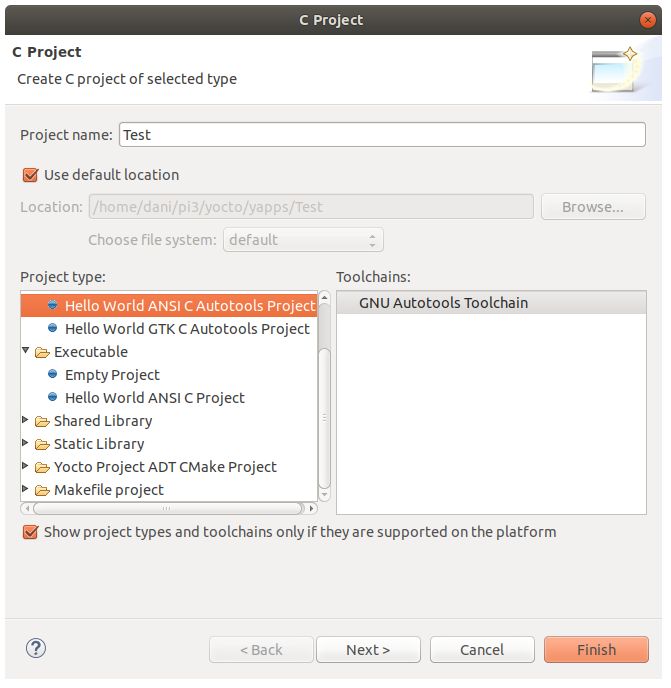 C Project
C Project
Create C project of selected type
Project name: Test
Use default location
Location: /home/dani/pi3/yocto/yapps/Test Browse...
Choose file system: default
Project type: Toolchains:
Hello World ANSI C Autotools Project GNU Autotools Toolchain
Hello World GTK C Autotools Project
Executable
Empty Project
Hello World ANSI C Project
Shared Library
Static Library
Yocto Project ADT CMake Project
Makefile project
Show project types and toolchains only if they are supported on the platform
? < Back Next > Cancel Finish